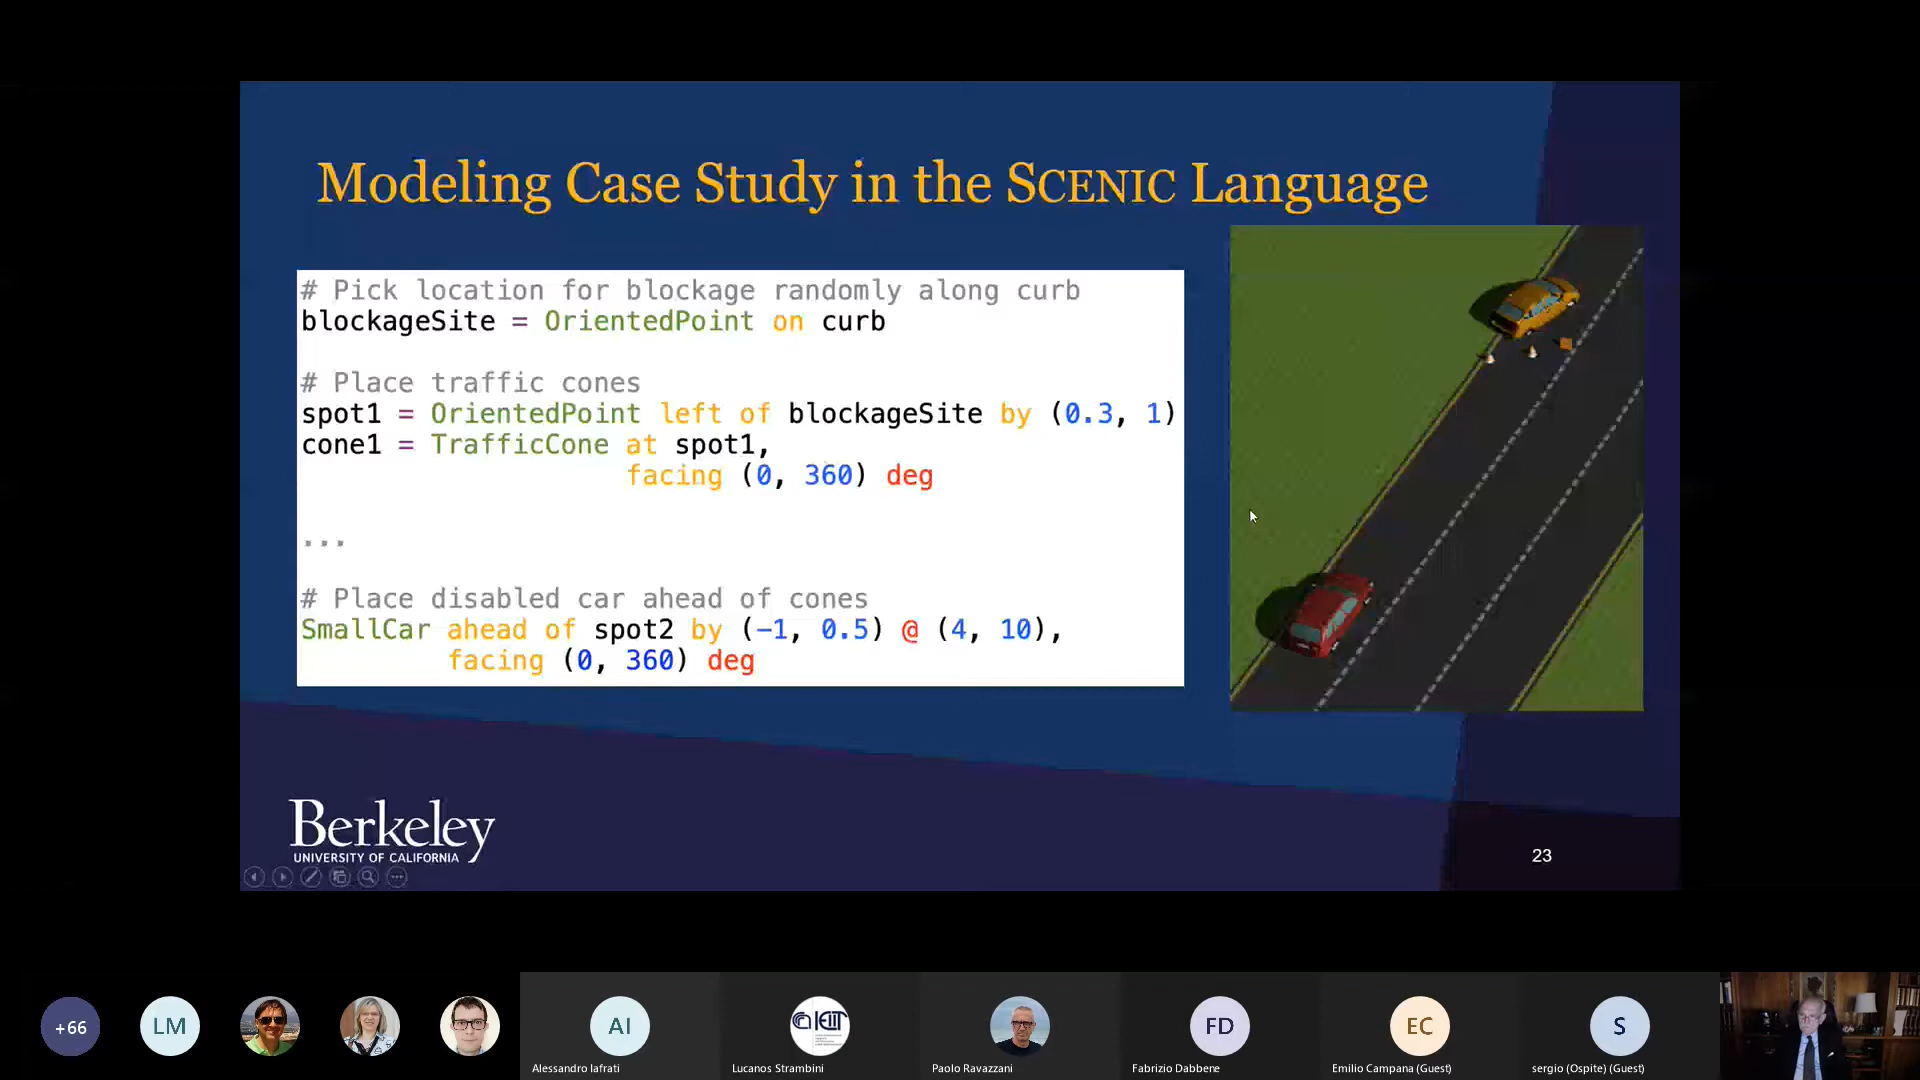 Modeling Case Study in the SCENIC Language
# Pick location for blockage randomly along curb
blockageSite = OrientedPoint on curb
# Place traffic cones
spot1 = OrientedPoint left of blockageSite by (0.3, 1)
cone1 = TrafficCone at spot1,
facing (0, 360) deg
...
# Place disabled car ahead of cones
SmallCar ahead of spot2 by (-1, 0.5) @ (4, 10),
facing (0, 360) deg
Berkeley
UNIVERSITY OF CALIFORNIA
23
+66
LM
AI
FD
EC
S
Alessandro Iafrati
Lucanos Strambini
Paolo Ravazzani
Fabrizio Dabbene
Emilio Campana (Guest)
sergio (Ospite) (Guest)